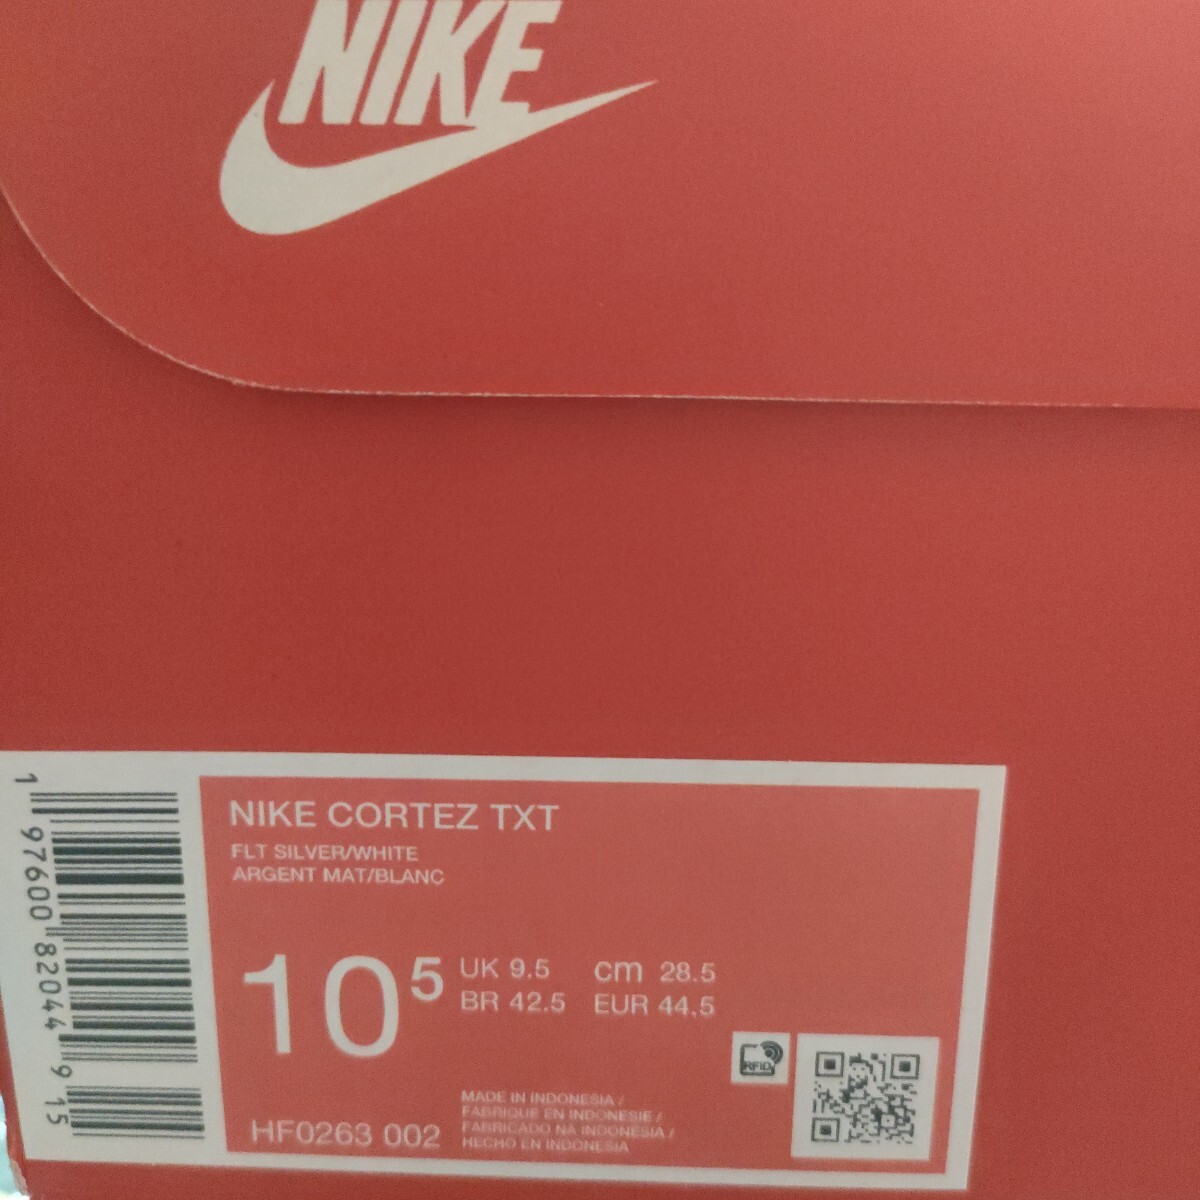 NIKE
NIKE CORTEZ TXT
FLT SILVER/WHITE
ARGENT MAT/BLANC
10 5
UK 9.5 cm 28.5
BR 42.5 EUR 44.5
RFID
MADE IN INDONESIA /
FABRIQUE EN INDONESIE /
FABRICADO NA INDONESIA /
HECHO EN INDONESIA
HF0263 002
1 97600 82044 9 15